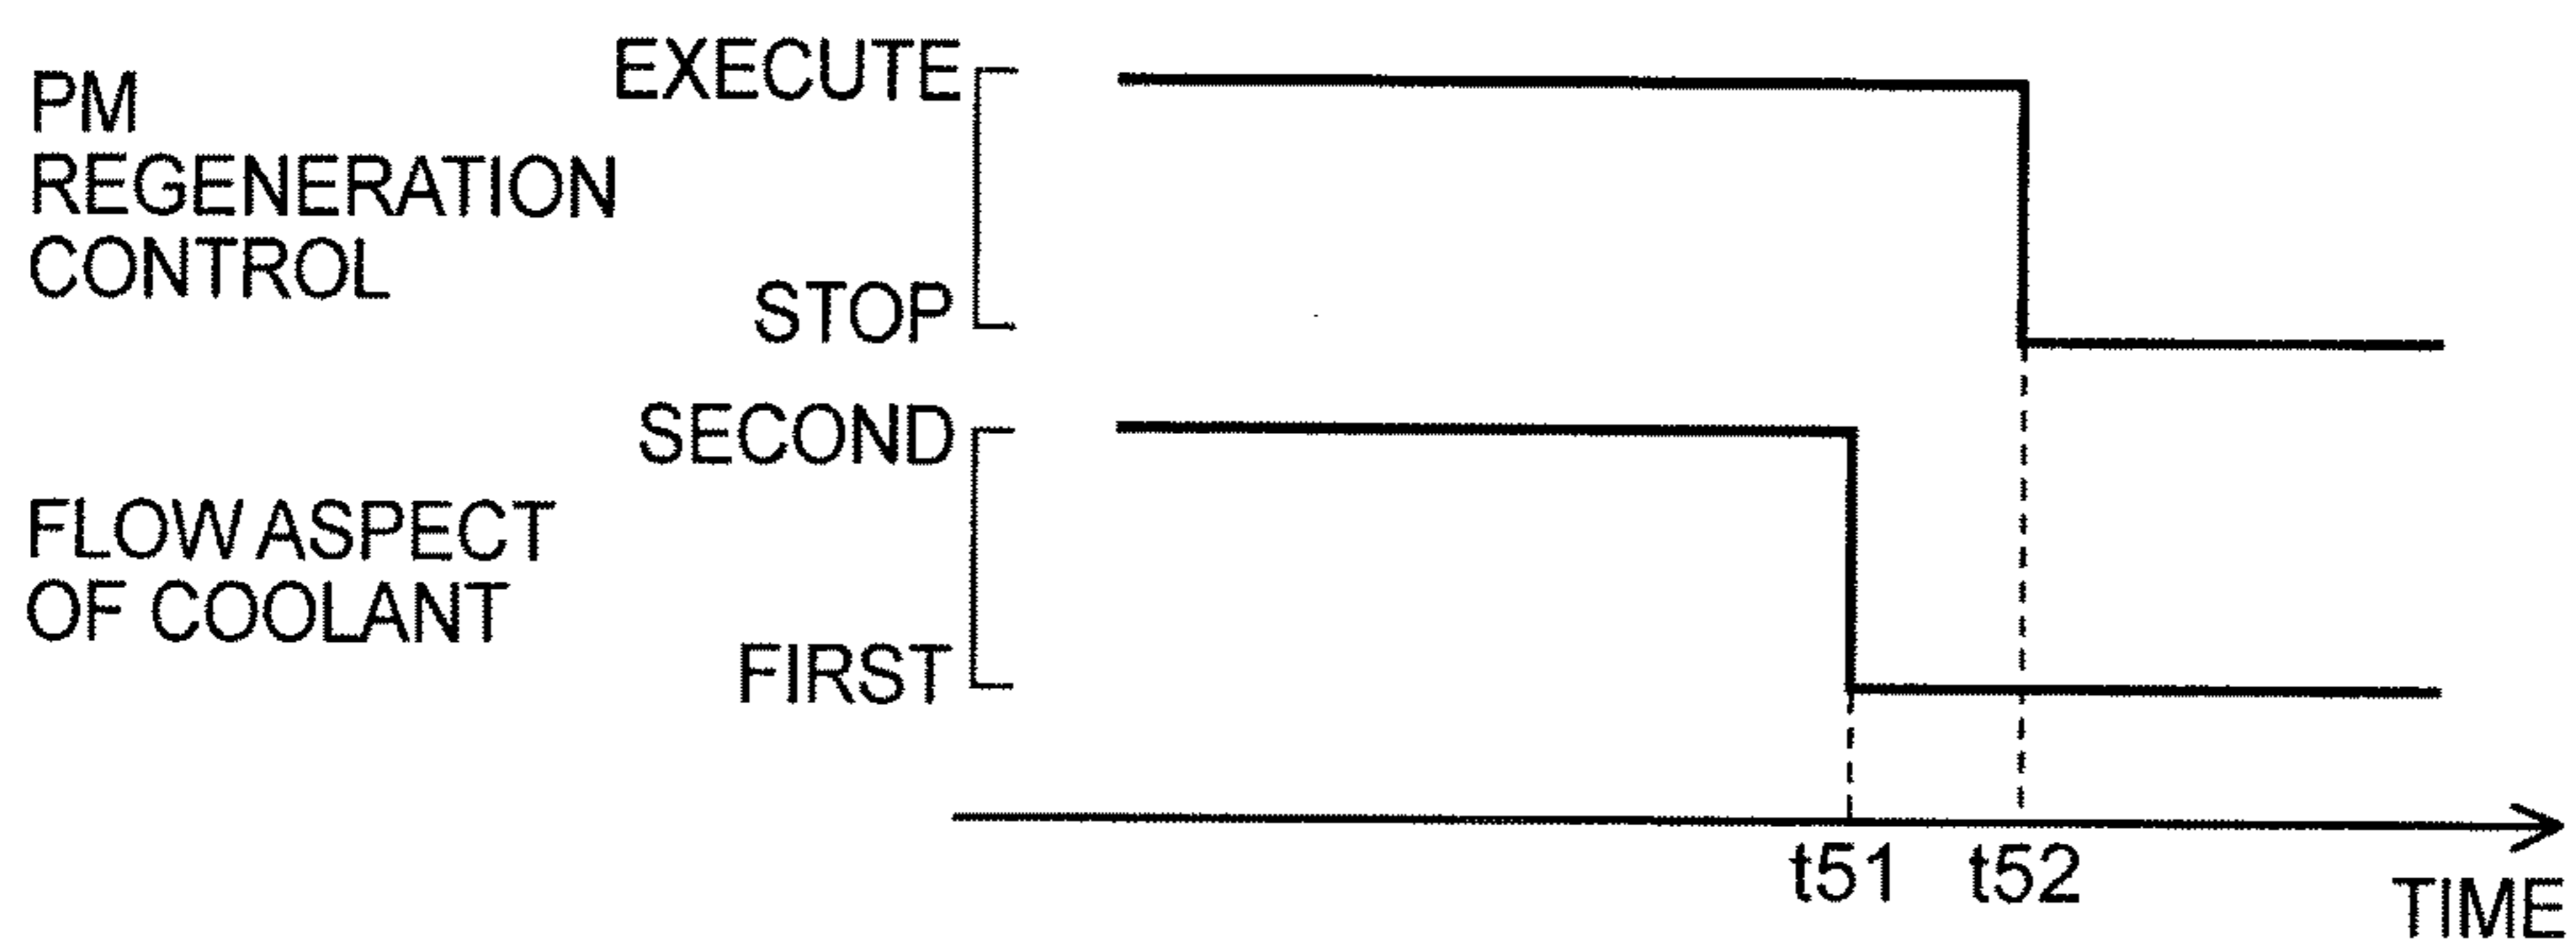 EXECUTE
PM
REGENERATION
CONTROL
STOP
SECOND
FLOW ASPECT
OF COOLANT
FIRST
t51 t52
TIME